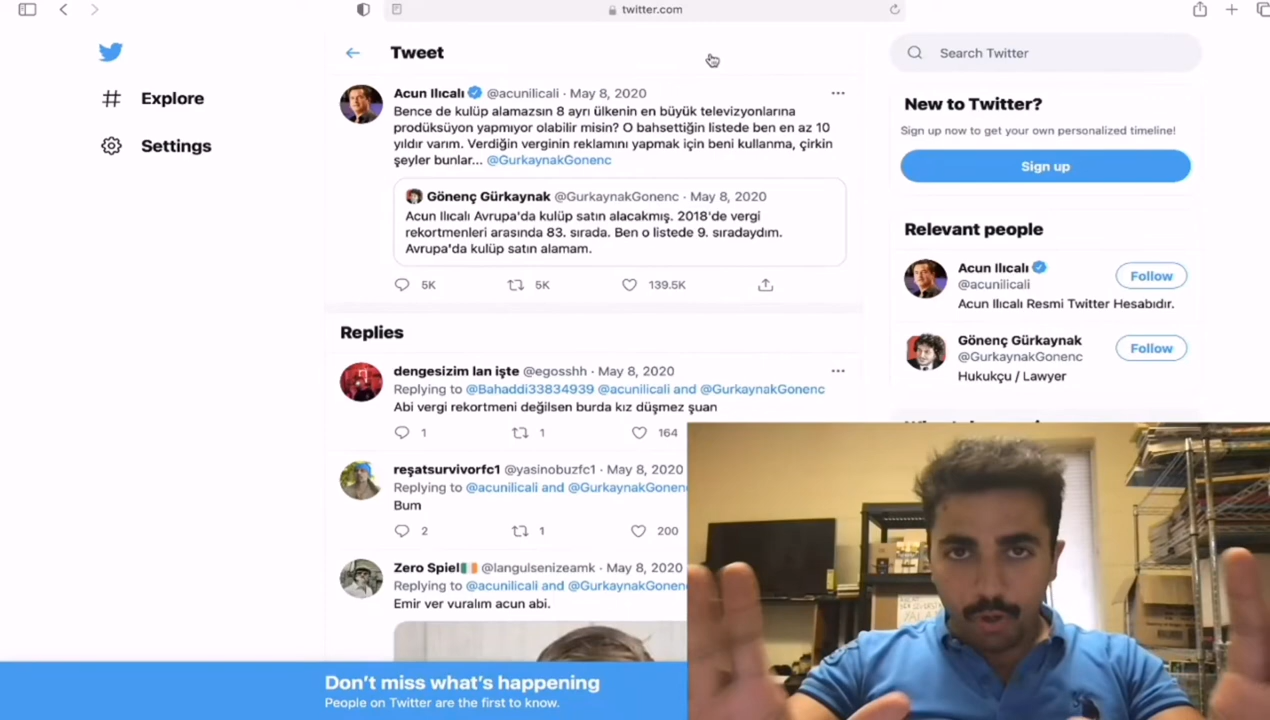 twitter.com
Tweet
Search Twitter
Explore
Settings
Acun Ilıcalı @acunilicali · May 8, 2020
Bence de kulüp alamazsın 8 ayrı ülkenin en büyük televizyonlarına
prodüksyon yapmıyor olabilir misin? O bahsettiğin listede ben en az 10
yıldır varım. Verdiğin verginin reklamını yapmak için beni kullanma, çirkin
şeyler bunlar... @GurkaynakGonenc
Gönenç Gürkaynak @GurkaynakGonenc · May 8, 2020
Acun Ilıcalı Avrupa'da kulüp satın alacakmış. 2018'de vergi
rekortmenleri arasında 83. sırada. Ben o listede 9. sıradaydım.
Avrupa'da kulüp satın alamam.
5K 5K 139.5K
New to Twitter?
Sign up now to get your own personalized timeline!
Sign up
Relevant people
Acun Ilıcalı
@acunilicali
Follow
Acun Ilıcalı Resmi Twitter Hesabıdır.
Gönenç Gürkaynak
@GurkaynakGonenc
Follow
Hukukçu / Lawyer
Replies
dengesizim lan işte @egosshh · May 8, 2020
Replying to @Bahaddi33834939 @acunilicali and @GurkaynakGonenc
Abi vergi rekortmeni değilsen burda kız düşmez şuan
1 1 164
reşatsurvivorfc1 @yasinobuzfc1 · May 8, 2020
Replying to @acunilicali and @GurkaynakGonenc
Bum
2 1 200
Zero Spiel @langulsenizeamk · May 8, 2020
Replying to @acunilicali and @GurkaynakGonenc
Emir ver vuralım acun abi.
Don't miss what's happening
People on Twitter are the first to know.